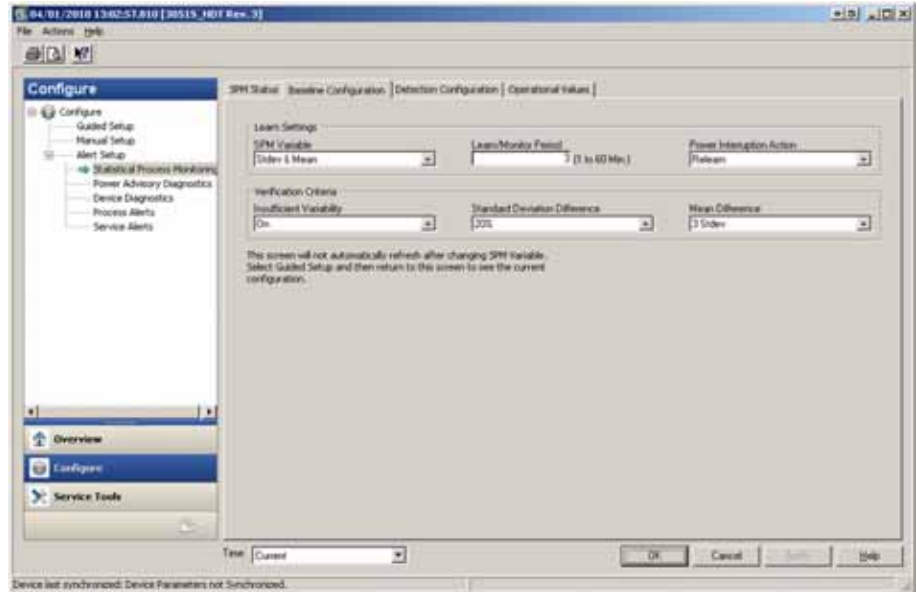 04/01/2010 13:02:57.810 [3051S_HDT Rev. 3]
File Actions Help
Configure
Configure
Guided Setup
Manual Setup
Alert Setup
Statistical Process Monitoring
Power Advisory Diagnostics
Device Diagnostics
Process Alerts
Service Alerts
Overview
Configure
Service Tools
SPM Status Baseline Configuration Detection Configuration Operational Values
Learn Settings
SPM Variable Learn/Monitor Period Power Interruption Action
Stdev & Mean 3 (1 to 60 Min.) Relearn
Verification Criteria
Insufficient Variability Standard Deviation Difference Mean Difference
On 20% 3 Stdev
This screen will not automatically refresh after changing SPM Variable.
Select Guided Setup and then return to this screen to see the current
configuration.
Time: Current OK Cancel Help
Device last synchronized: Device Parameters not Synchronized.